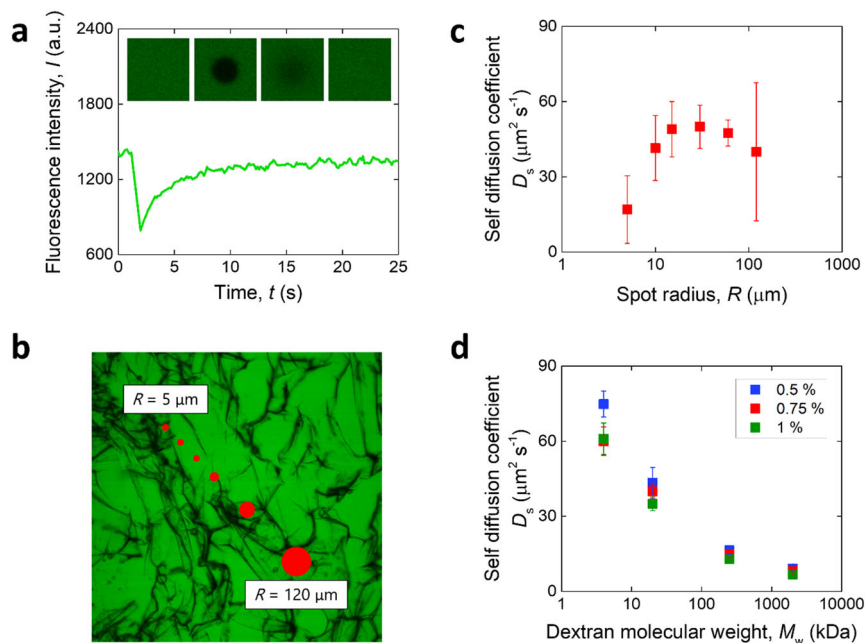 a
2400
1800
1200
600
Fluorescence intensity, I (a.u.)
0 5 10 15 20 25
Time, t (s)
b
R = 5 µm
R = 120 µm
c
90
60
30
0
Self diffusion coefficient
Ds (µm² s⁻¹)
1 10 100 1000
Spot radius, R (µm)
d
90
60
30
0
Self diffusion coefficient
Ds (µm² s⁻¹)
0.5 %
0.75 %
1 %
1 10 100 1000 10000
Dextran molecular weight, Mw (kDa)